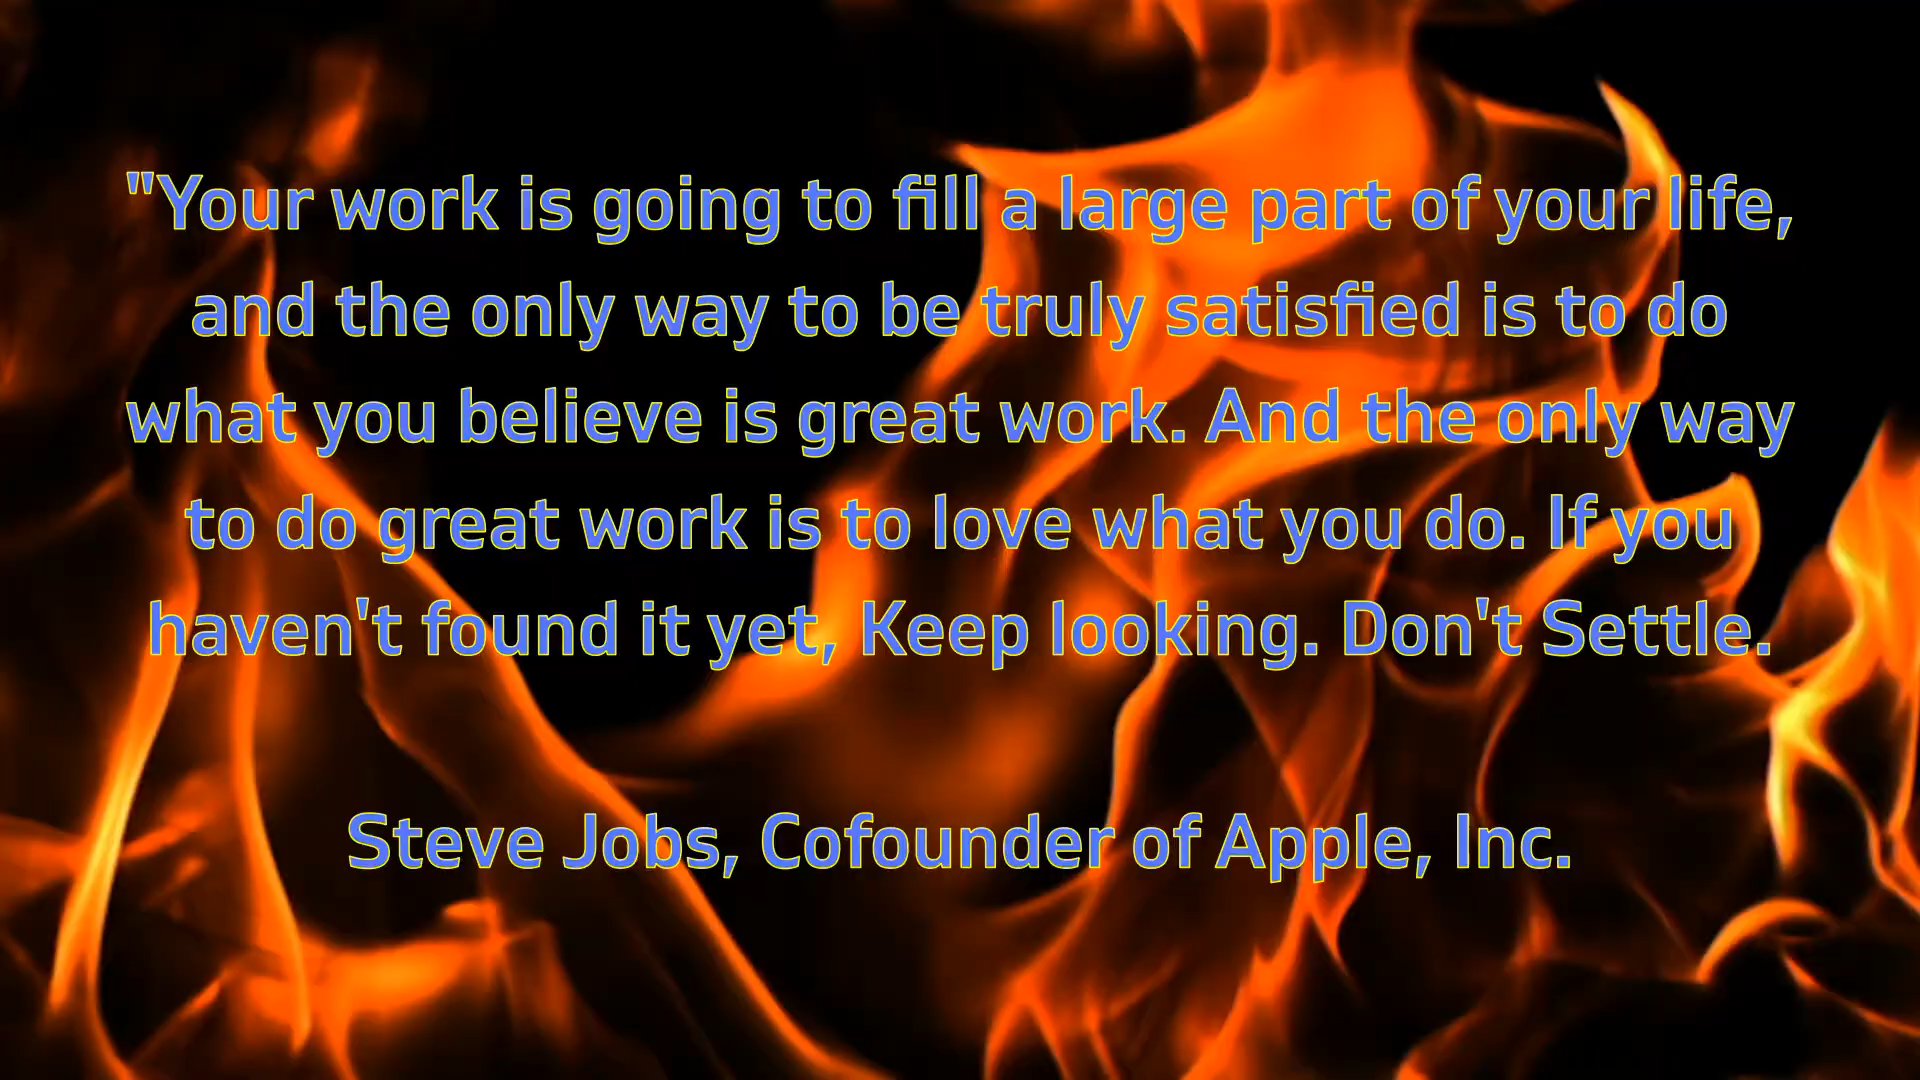 "Your work is going to fill a large part of your life,
and the only way to be truly satisfied is to do
what you believe is great work. And the only way
to do great work is to love what you do. If you
haven't found it yet, Keep looking. Don't Settle.
Steve Jobs, Cofounder of Apple, Inc.